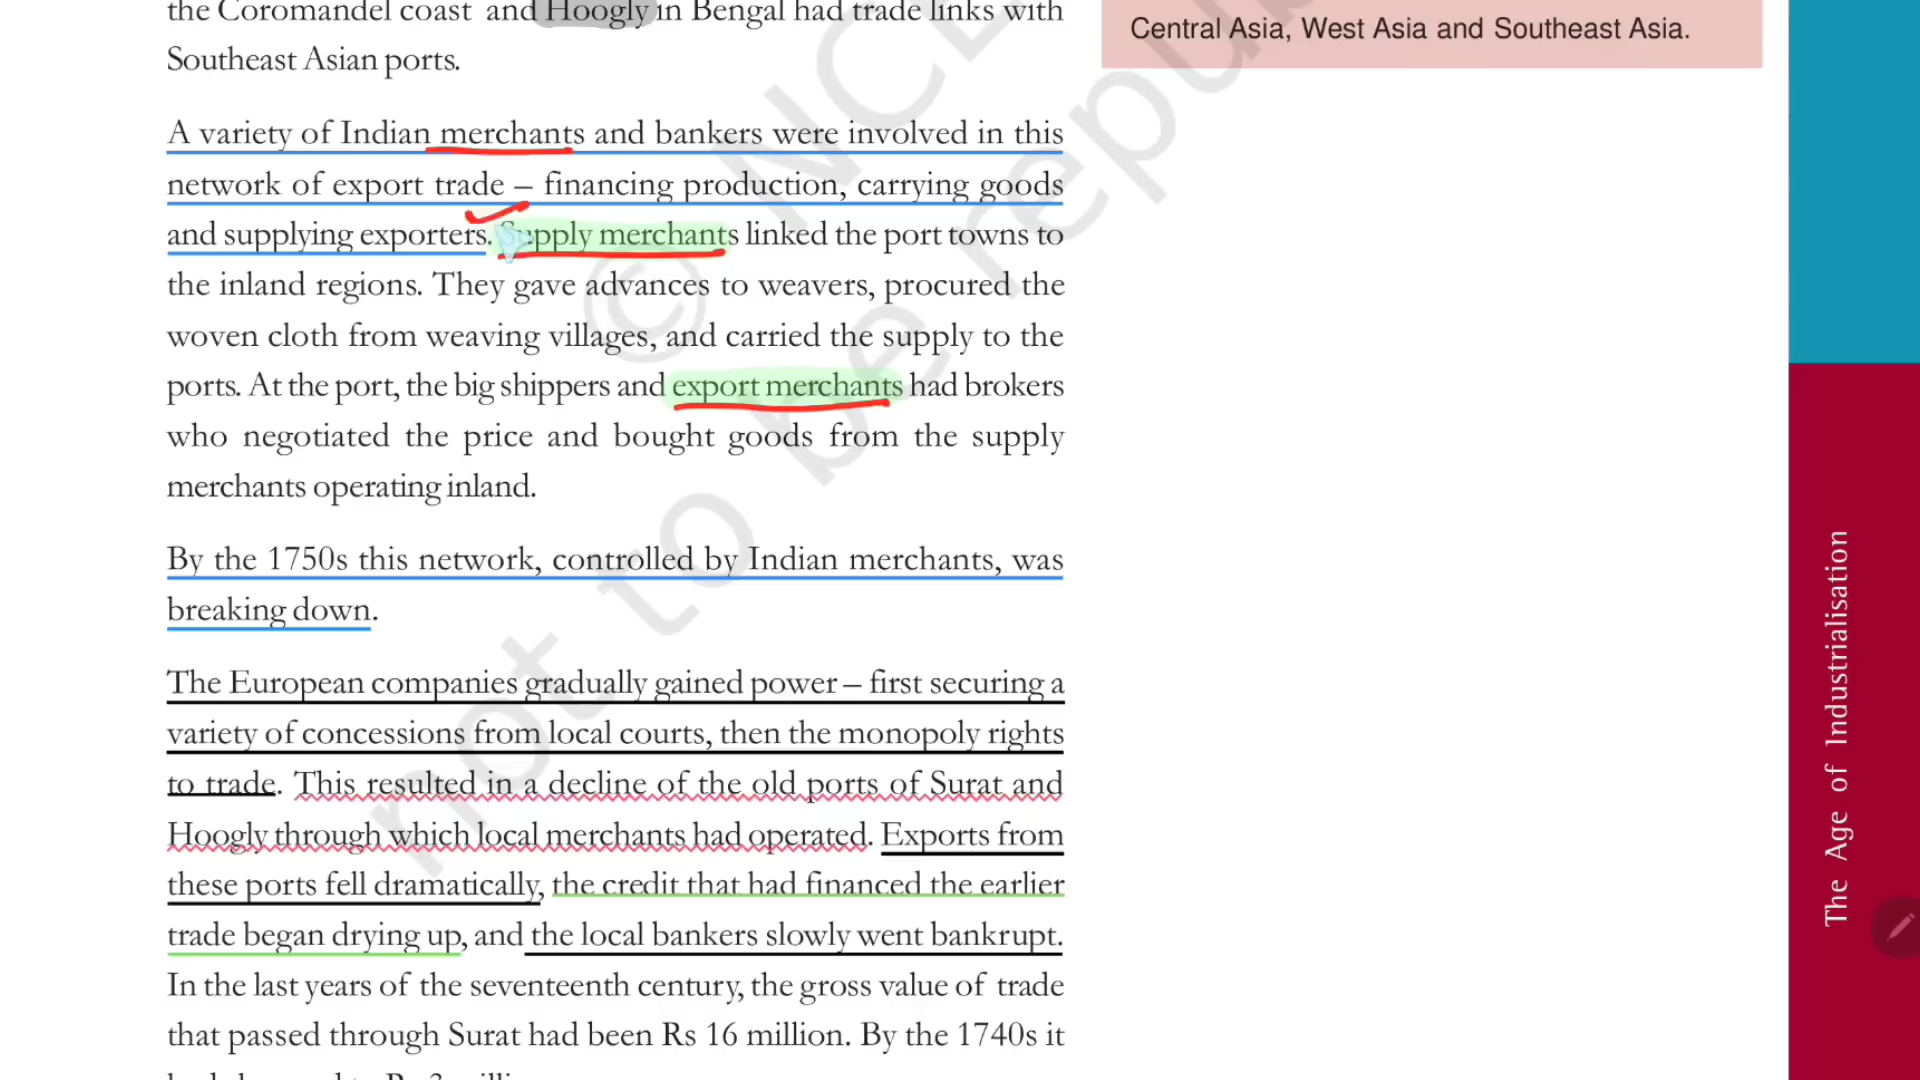 the Coromandel coast and Hoogly in Bengal had trade links with
Southeast Asian ports.
A variety of Indian merchants and bankers were involved in this
network of export trade – financing production, carrying goods
and supplying exporters. Supply merchants linked the port towns to
the inland regions. They gave advances to weavers, procured the
woven cloth from weaving villages, and carried the supply to the
ports. At the port, the big shippers and export merchants had brokers
who negotiated the price and bought goods from the supply
merchants operating inland.
By the 1750s this network, controlled by Indian merchants, was
breaking down.
The European companies gradually gained power – first securing a
variety of concessions from local courts, then the monopoly rights
to trade. This resulted in a decline of the old ports of Surat and
Hoogly through which local merchants had operated. Exports from
these ports fell dramatically, the credit that had financed the earlier
trade began drying up, and the local bankers slowly went bankrupt.
In the last years of the seventeenth century, the gross value of trade
that passed through Surat had been Rs 16 million. By the 1740s it
Central Asia, West Asia and Southeast Asia.
The Age of Industrialisation
© NCE
not to be repub